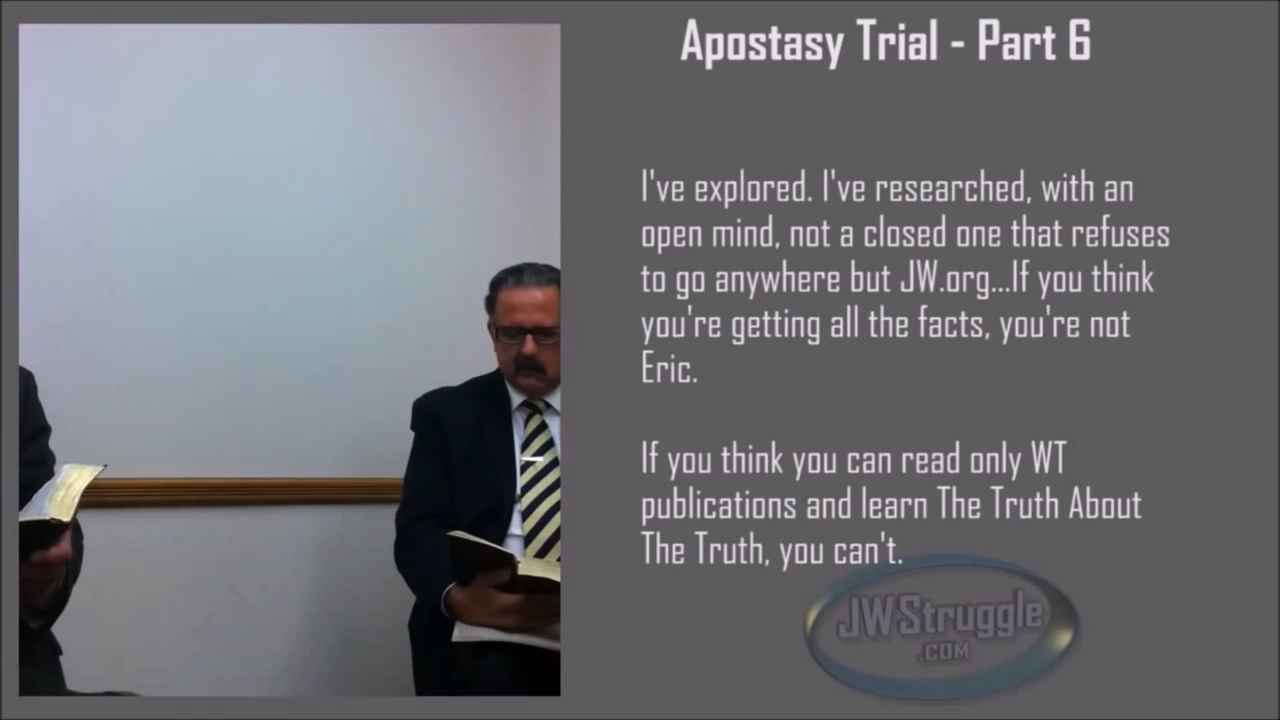 Apostasy Trial - Part 6
I've explored. I've researched, with an
open mind, not a closed one that refuses
to go anywhere but JW.org...If you think
you're getting all the facts, you're not
Eric.
If you think you can read only WT
publications and learn The Truth About
The Truth, you can't.
JWStruggle
.COM